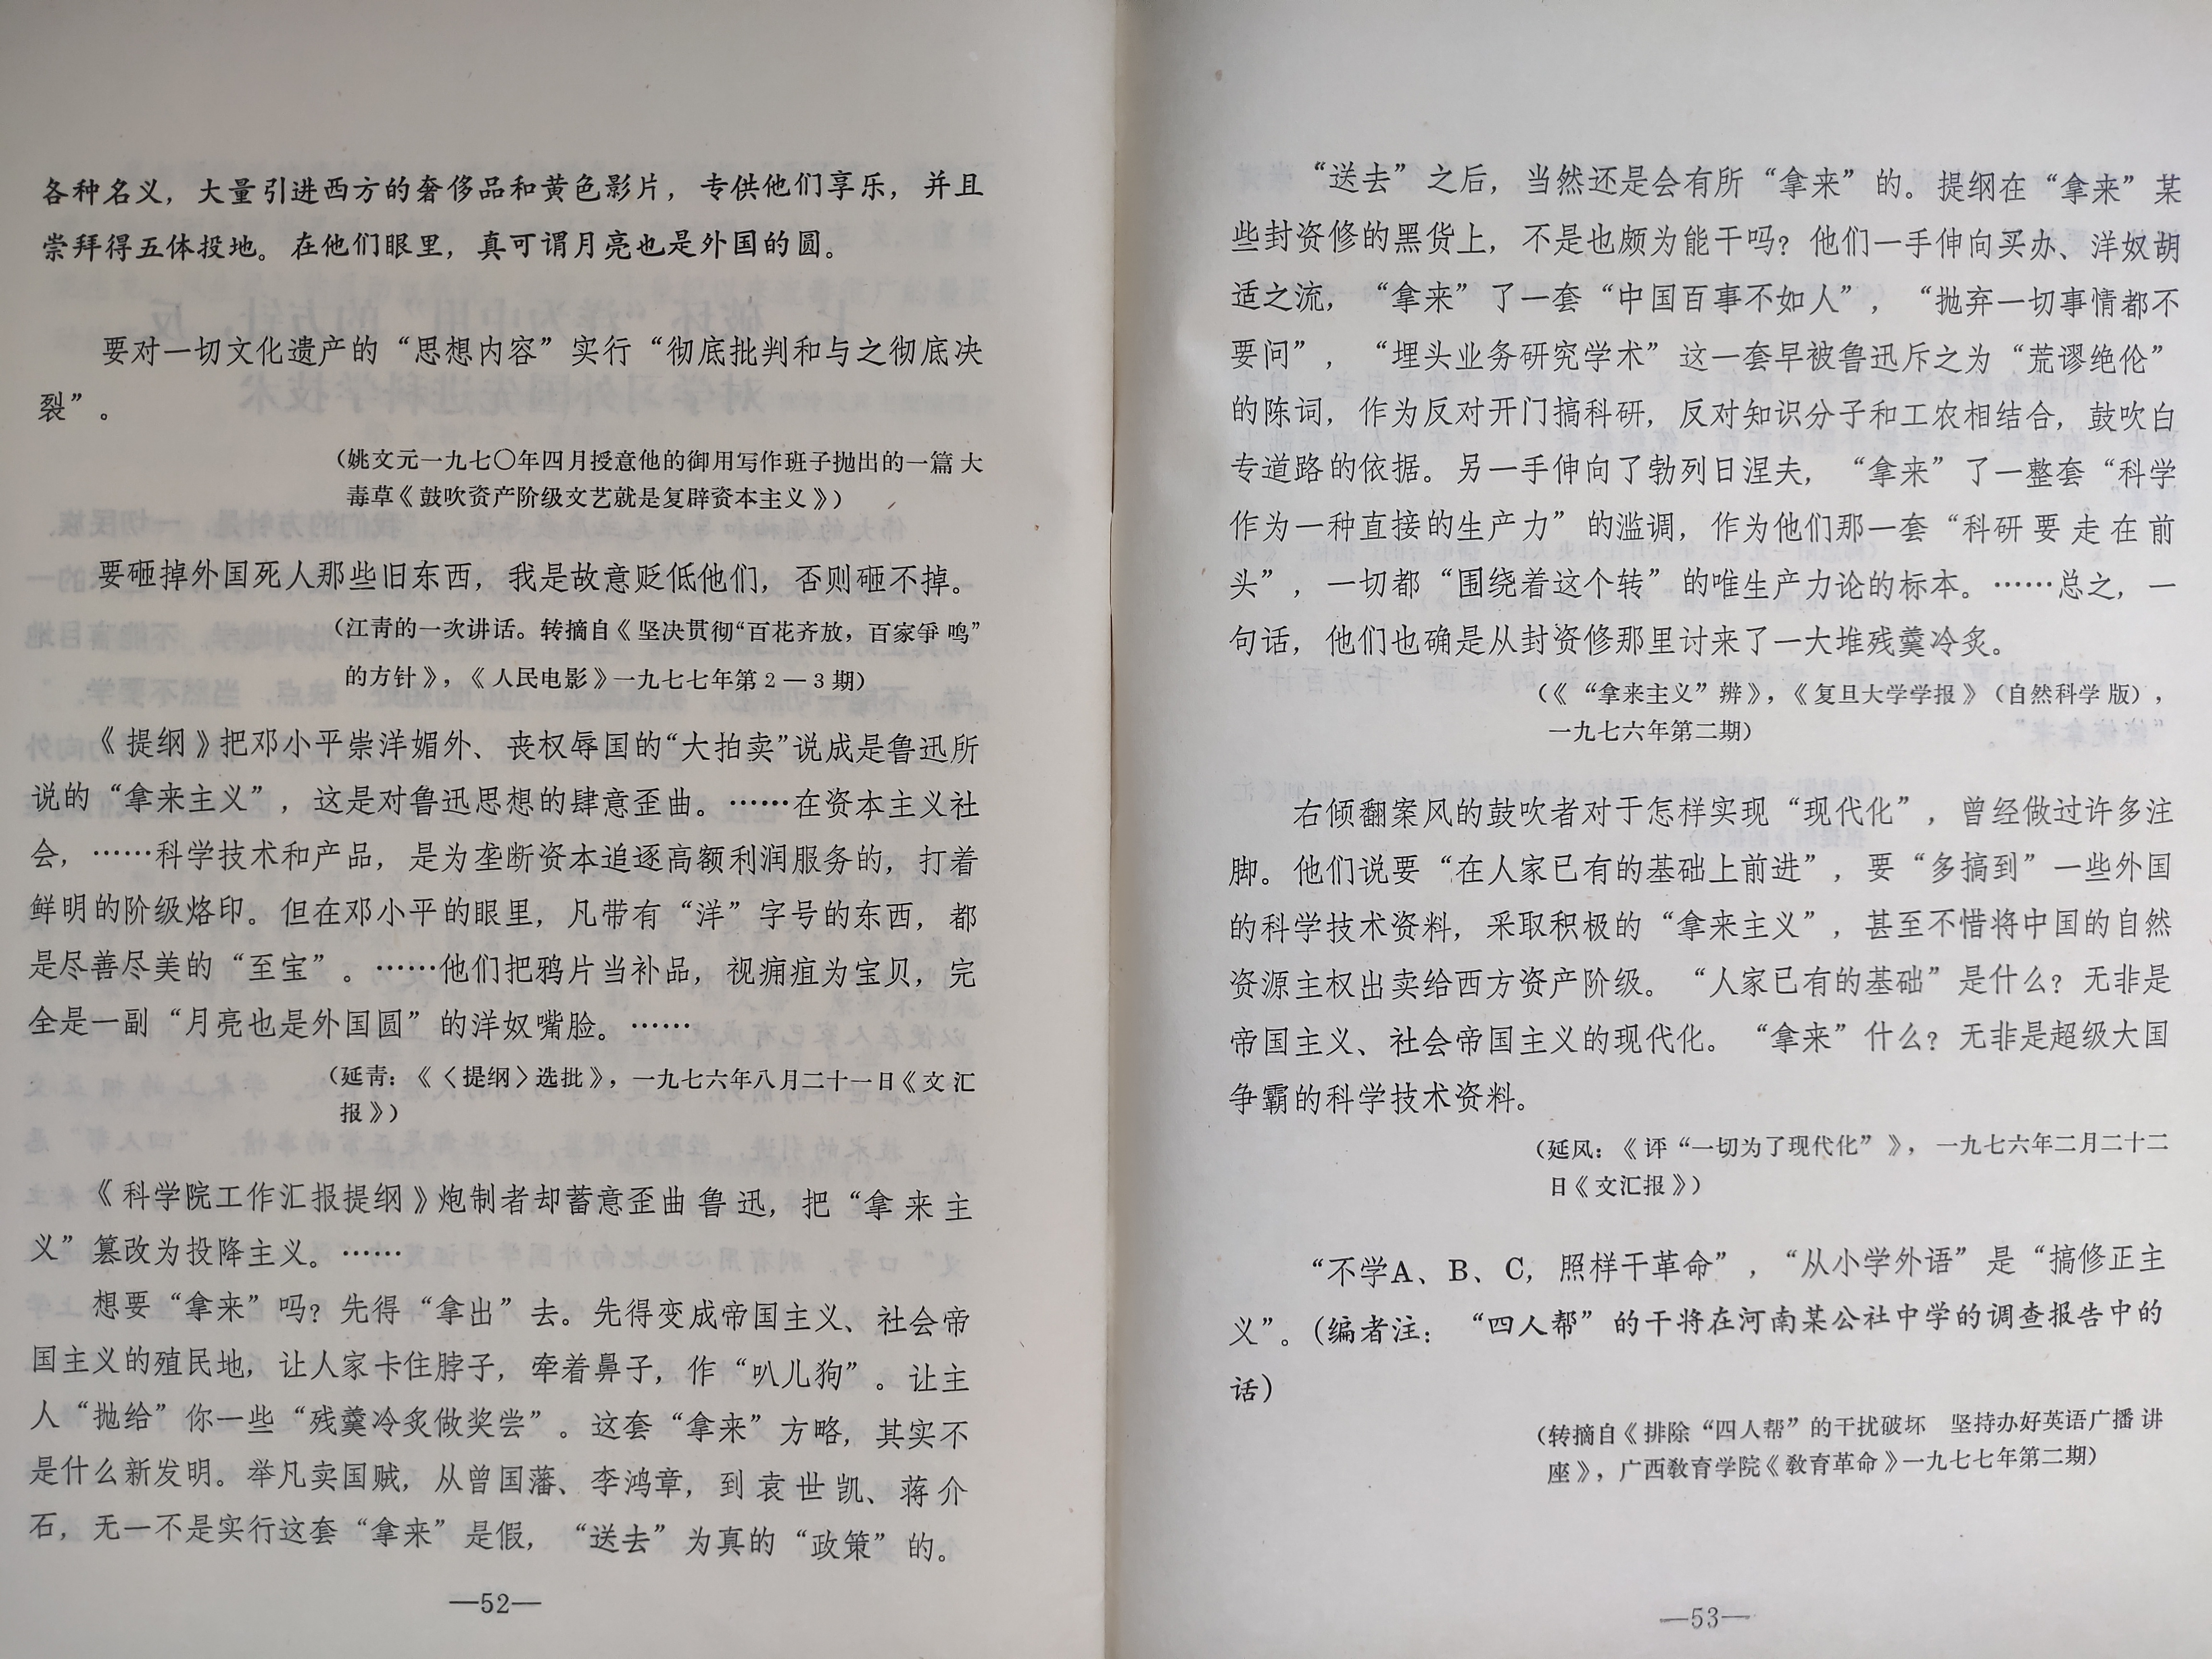 各种名义，大量引进西方的奢侈品和黄色影片，专供他们享乐，并且
崇拜得五体投地。在他们眼里，真可谓月亮也是外国的圆。
要对一切文化遗产的“思想内容”实行“彻底批判和与之彻底决
裂”。
（姚文元一九七〇年四月授意他的御用写作班子抛出的一篇大
毒草《鼓吹资产阶级文艺就是复辟资本主义》）
要砸掉外国死人那些旧东西，我是故意贬低他们，否则砸不掉。
（江青的一次讲话。转摘自《坚决贯彻“百花齐放，百家争鸣”
的方针》，《人民电影》一九七七年第2—3期）
《提纲》把邓小平崇洋媚外、丧权辱国的“大拍卖”说成是鲁迅所
说的“拿来主义”，这是对鲁迅思想的肆意歪曲。……在资本主义社
会，……科学技术和产品，是为垄断资本追逐高额利润服务的，打着
鲜明的阶级烙印。但在邓小平的眼里，凡带有“洋”字号的东西，都
是尽善尽美的“至宝”。……他们把鸦片当补品，视痈疽为宝贝，完
全是一副“月亮也是外国圆”的洋奴嘴脸。……
（延青：《〈提纲〉选批》，一九七六年八月二十一日《文汇
报》）
《科学院工作汇报提纲》炮制者却蓄意歪曲鲁迅，把“拿来主
义”篡改为投降主义。……
想要“拿来”吗？先得“拿出”去。先得变成帝国主义、社会帝
国主义的殖民地，让人家卡住脖子，牵着鼻子，作“叭儿狗”。让主
人“抛给”你一些“残羹冷炙做奖尝”。这套“拿来”方略，其实不
是什么新发明。举凡卖国贼，从曾国藩、李鸿章，到袁世凯、蒋介
石，无一不是实行这套“拿来”是假，“送去”为真的“政策”的。
—52—
“送去”之后，当然还是会有所“拿来”的。提纲在“拿来”某
些封资修的黑货上，不是也颇为能干吗？他们一手伸向买办、洋奴胡
适之流，“拿来”了一套“中国百事不如人”，“抛弃一切事情都不
要问”，“埋头业务研究学术”这一套早被鲁迅斥之为“荒谬绝伦”
的陈词，作为反对开门搞科研，反对知识分子和工农相结合，鼓吹白
专道路的依据。另一手伸向了勃列日涅夫，“拿来”了一整套“科学
作为一种直接的生产力”的滥调，作为他们那一套“科研要走在前
头”，一切都“围绕着这个转”的唯生产力论的标本。……总之，一
句话，他们也确是从封资修那里讨来了一大堆残羹冷炙。
（《“拿来主义”辨》，《复旦大学学报》（自然科学版），
一九七六年第二期）
右倾翻案风的鼓吹者对于怎样实现“现代化”，曾经做过许多注
脚。他们说要“在人家已有的基础上前进”，要“多搞到”一些外国
的科学技术资料，采取积极的“拿来主义”，甚至不惜将中国的自然
资源主权出卖给西方资产阶级。“人家已有的基础”是什么？无非是
帝国主义、社会帝国主义的现代化。“拿来”什么？无非是超级大国
争霸的科学技术资料。
（延风：《评“一切为了现代化”》，一九七六年二月二十二
日《文汇报》）
“不学A、B、C，照样干革命”，“从小学外语”是“搞修正主
义”。（编者注：“四人帮”的干将在河南某公社中学的调查报告中的
话）
（转摘自《排除“四人帮”的干扰破坏　坚持办好英语广播讲
座》，广西教育学院《教育革命》一九七七年第二期）
—53—